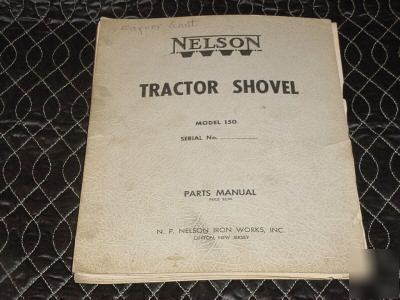 NELSON
TRACTOR SHOVEL
MODEL 150
SERIAL No.
PARTS MANUAL
N. P. NELSON IRON WORKS, INC.
CLIFTON, NEW JERSEY